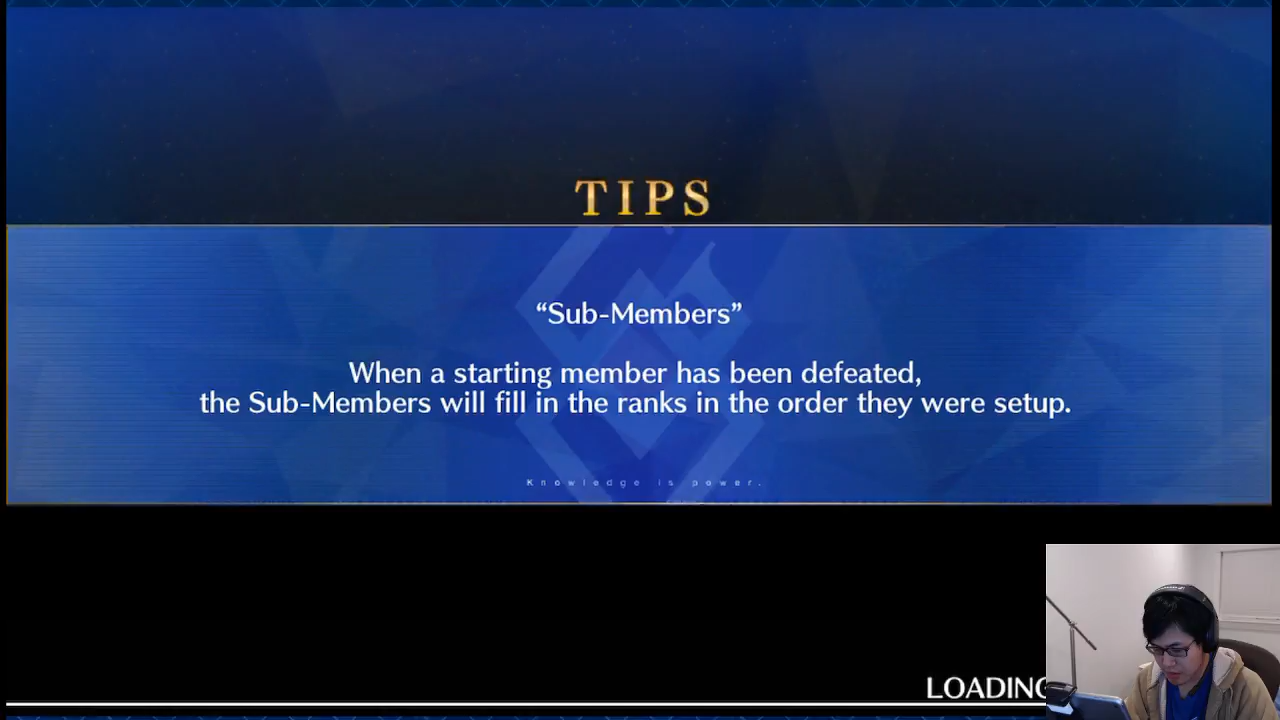 TIPS
“Sub-Members”
When a starting member has been defeated,
the Sub-Members will fill in the ranks in the order they were setup.
Knowledge is power.
LOADING